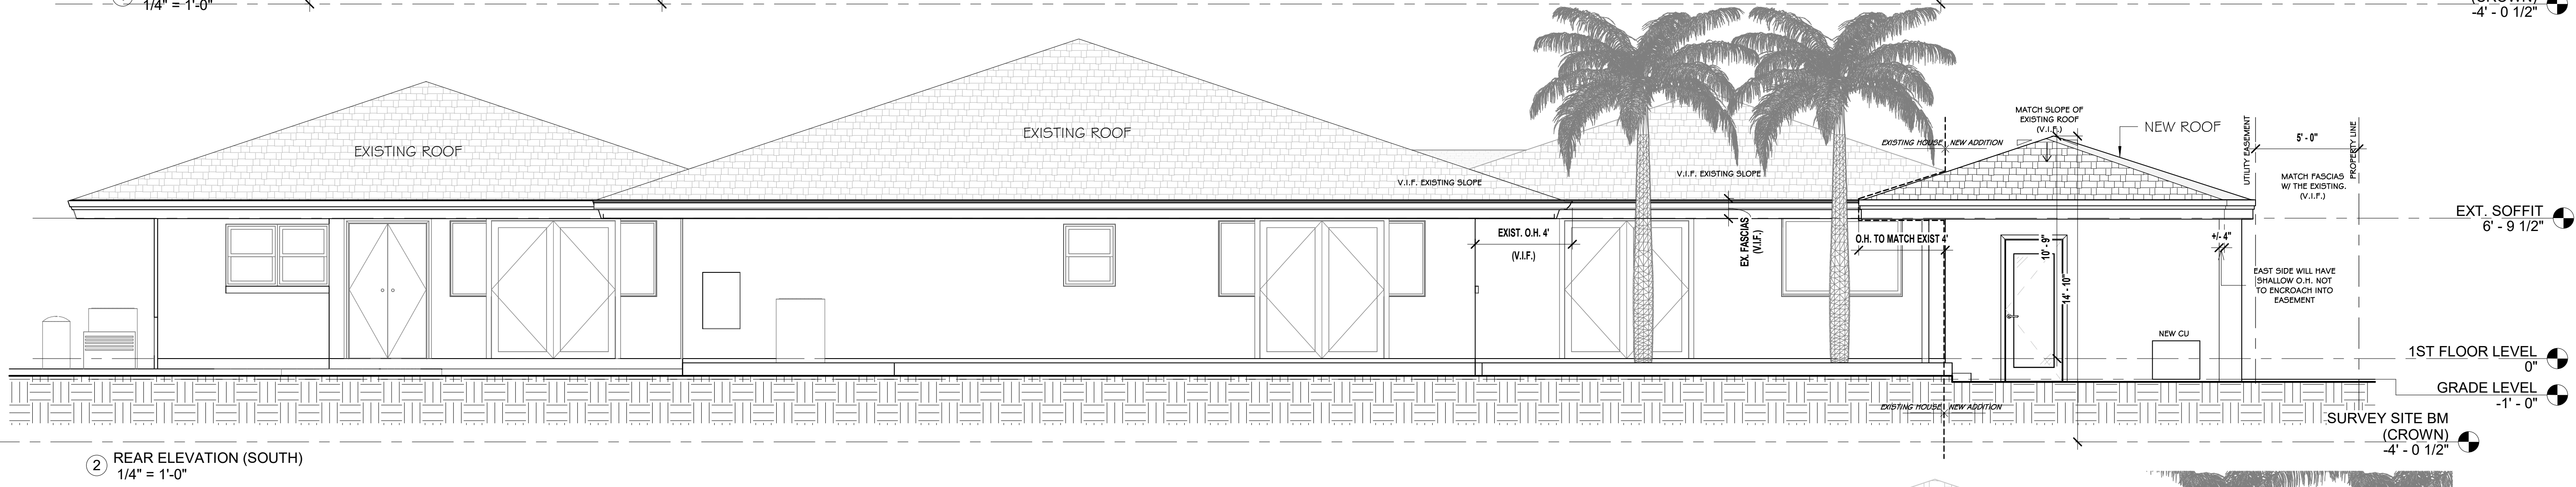 1/4" = 1'-0"
(CROWN)
-4' - 0 1/2"
EXISTING ROOF
EXISTING ROOF
V.I.F. EXISTING SLOPE
V.I.F. EXISTING SLOPE
EXISTING HOUSE
NEW ADDITION
MATCH SLOPE OF
EXISTING ROOF
(V.I.F.)
NEW ROOF
UTILITY EASEMENT
5' - 0"
PROPERTY LINE
MATCH FASCIAS
W/ THE EXISTING.
(V.I.F.)
EXT. SOFFIT
6' - 9 1/2"
EXIST. O.H. 4'
(V.I.F.)
EX. FASCIAS
(V.I.F.)
O.H. TO MATCH EXIST 4'
10' - 9"
14' - 10"
+/- 4"
EAST SIDE WILL HAVE
SHALLOW O.H. NOT
TO ENCROACH INTO
EASEMENT
NEW CU
1ST FLOOR LEVEL
0"
GRADE LEVEL
-1' - 0"
EXISTING HOUSE
NEW ADDITION
SURVEY SITE BM
(CROWN)
-4' - 0 1/2"
2
REAR ELEVATION (SOUTH)
1/4" = 1'-0"